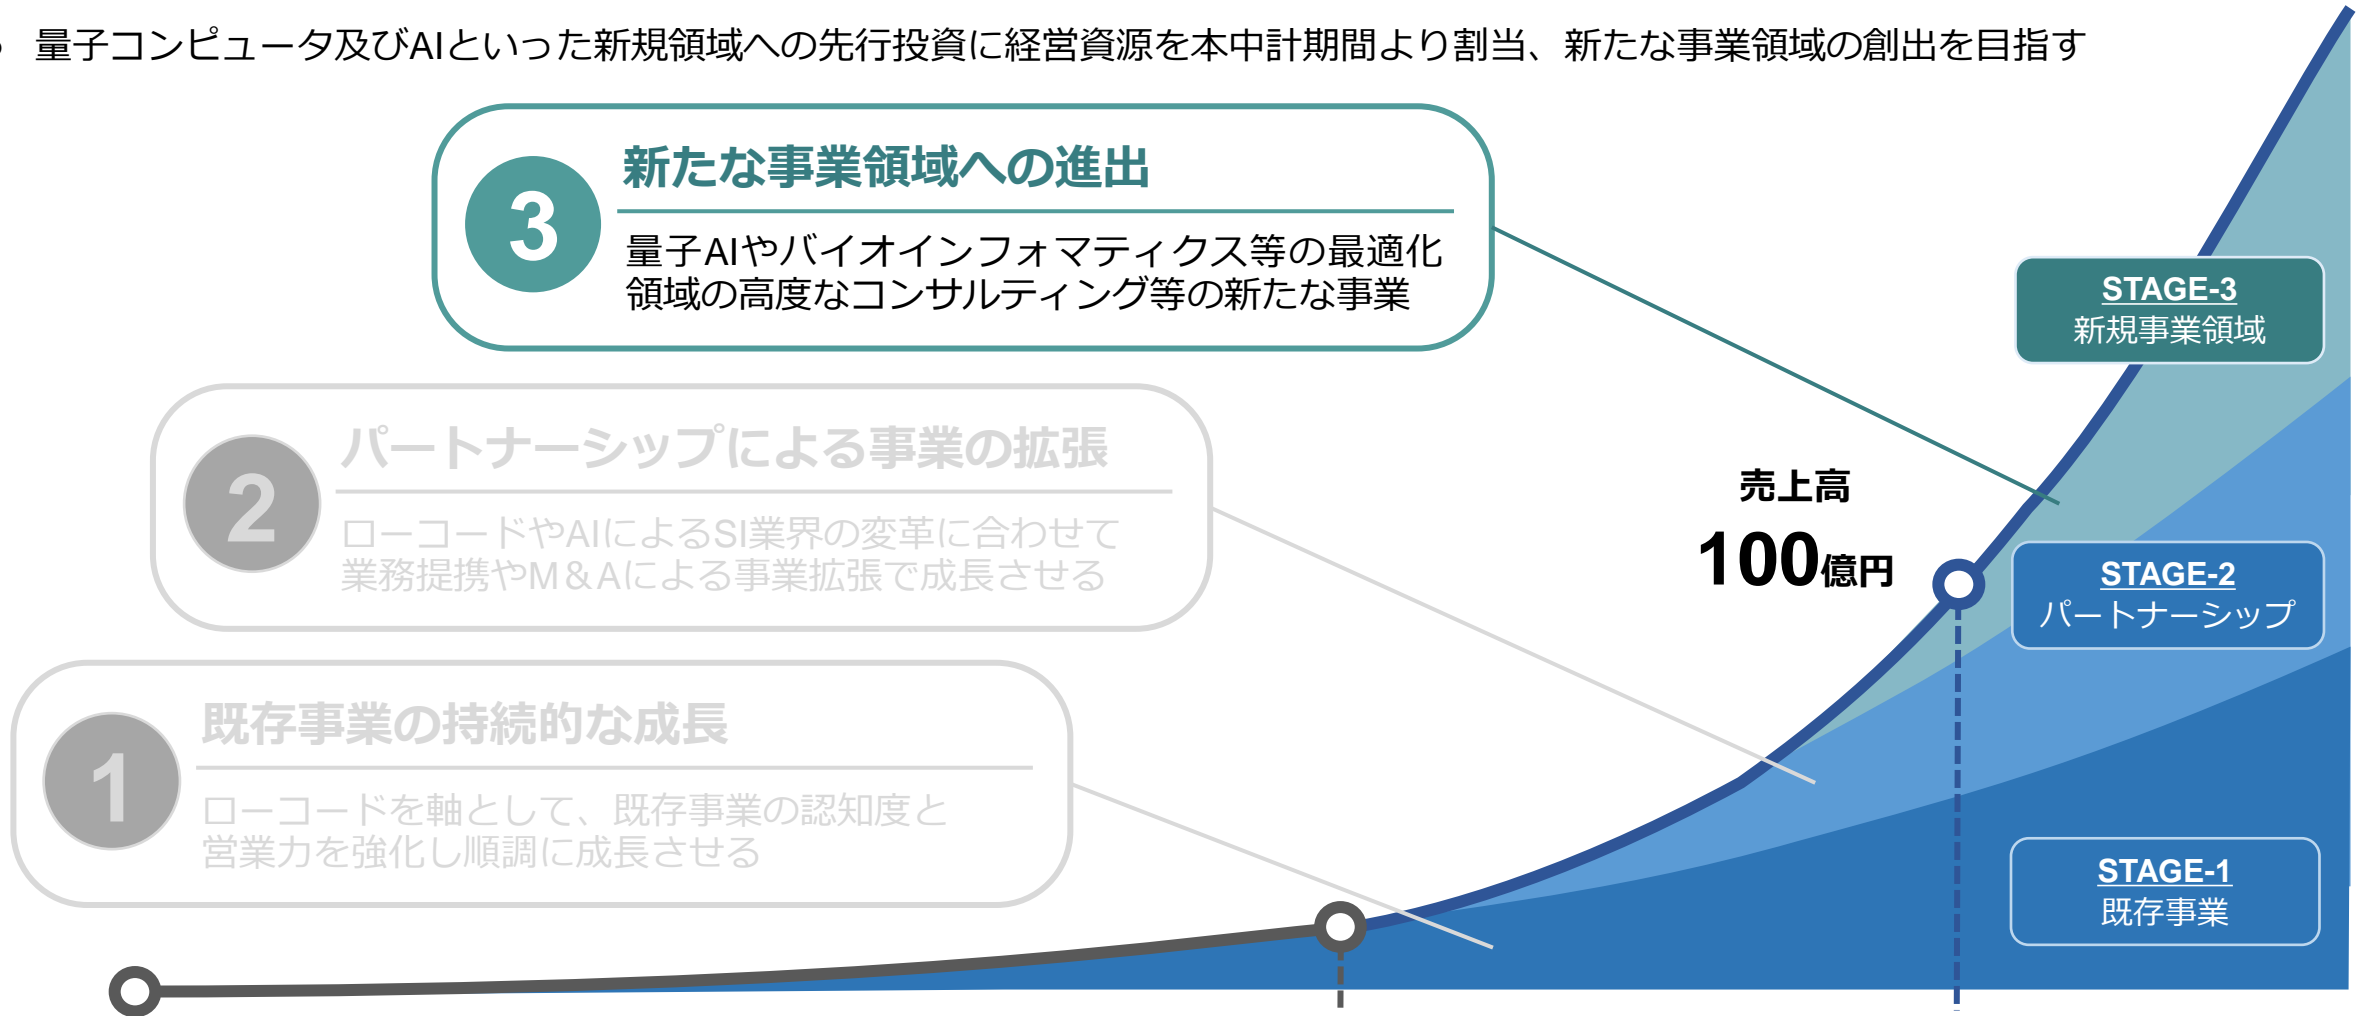 量子コンピュータ及びAIといった新規領域への先行投資に経営資源を本中計期間より割当、新たな事業領域の創出を目指す
3
新たな事業領域への進出
量子AIやバイオインフォマティクス等の最適化
領域の高度なコンサルティング等の新たな事業
STAGE-3
新規事業領域
2
パートナーシップによる事業の拡張
ローコードやAIによるSI業界の変革に合わせて
業務提携やM＆Aによる事業拡張で成長させる
売上高
100億円
STAGE-2
パートナーシップ
1
既存事業の持続的な成長
ローコードを軸として、既存事業の認知度と
営業力を強化し順調に成長させる
STAGE-1
既存事業